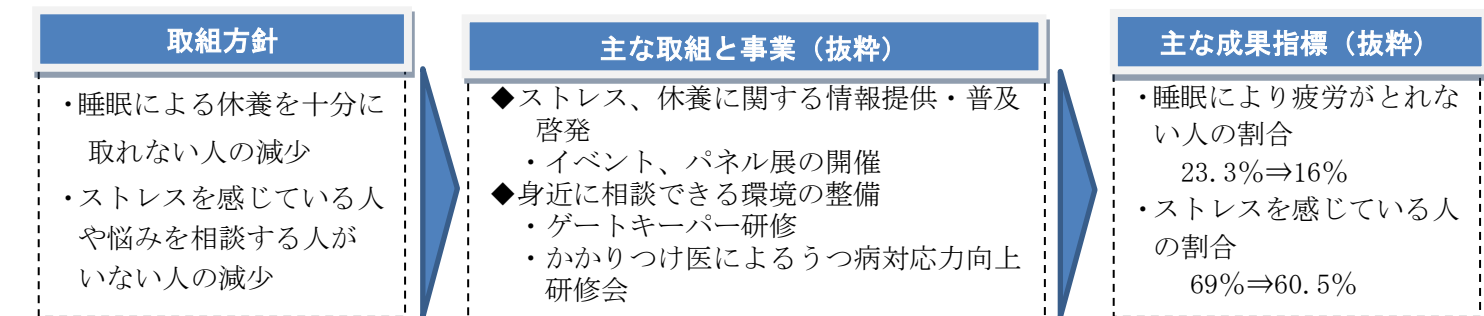 取組方針
・睡眠による休養を十分に
取れない人の減少
・ストレスを感じている人
や悩みを相談する人が
いない人の減少
主な取組と事業（抜粋）
◆ストレス、休養に関する情報提供・普及
啓発
・イベント、パネル展の開催
◆身近に相談できる環境の整備
・ゲートキーパー研修
・かかりつけ医によるうつ病対応力向上
研修会
主な成果指標（抜粋）
・睡眠により疲労がとれな
い人の割合
23.3%⇒16%
・ストレスを感じている人
の割合
69%⇒60.5%